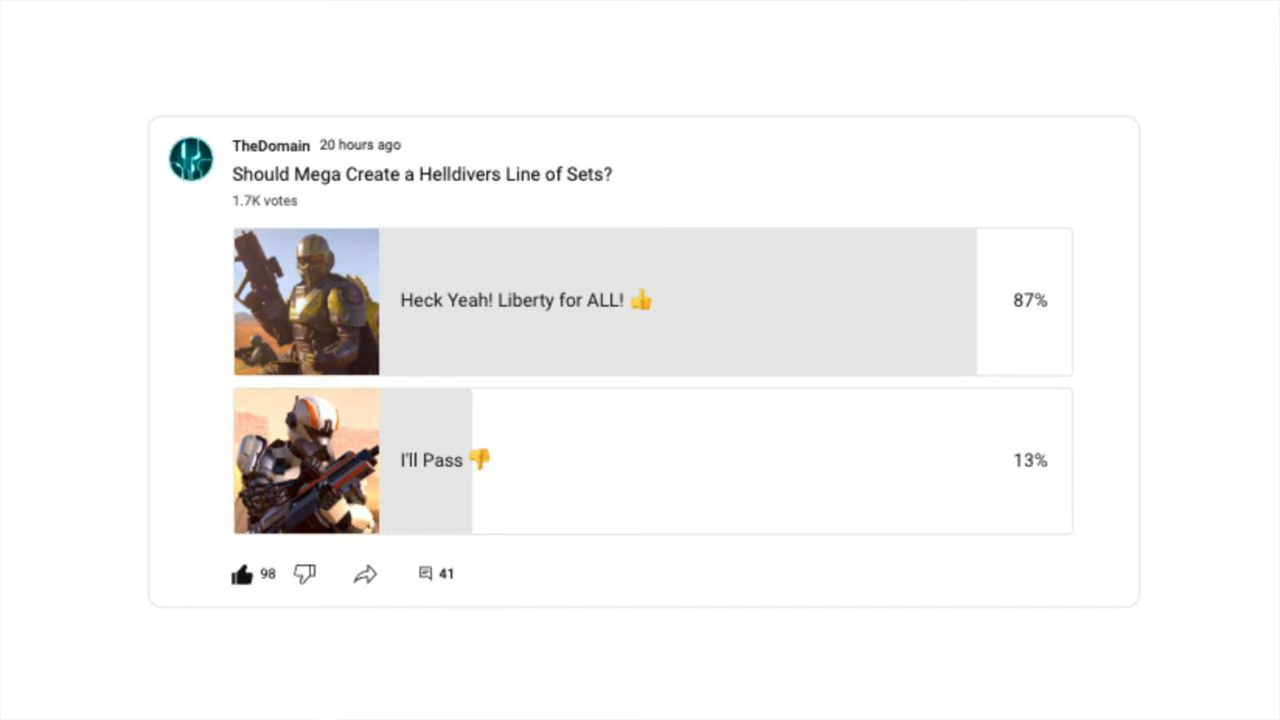 TheDomain 20 hours ago
Should Mega Create a Helldivers Line of Sets?
1.7K votes
Heck Yeah! Liberty for ALL! 👍 87%
I'll Pass 👎 13%
98 41